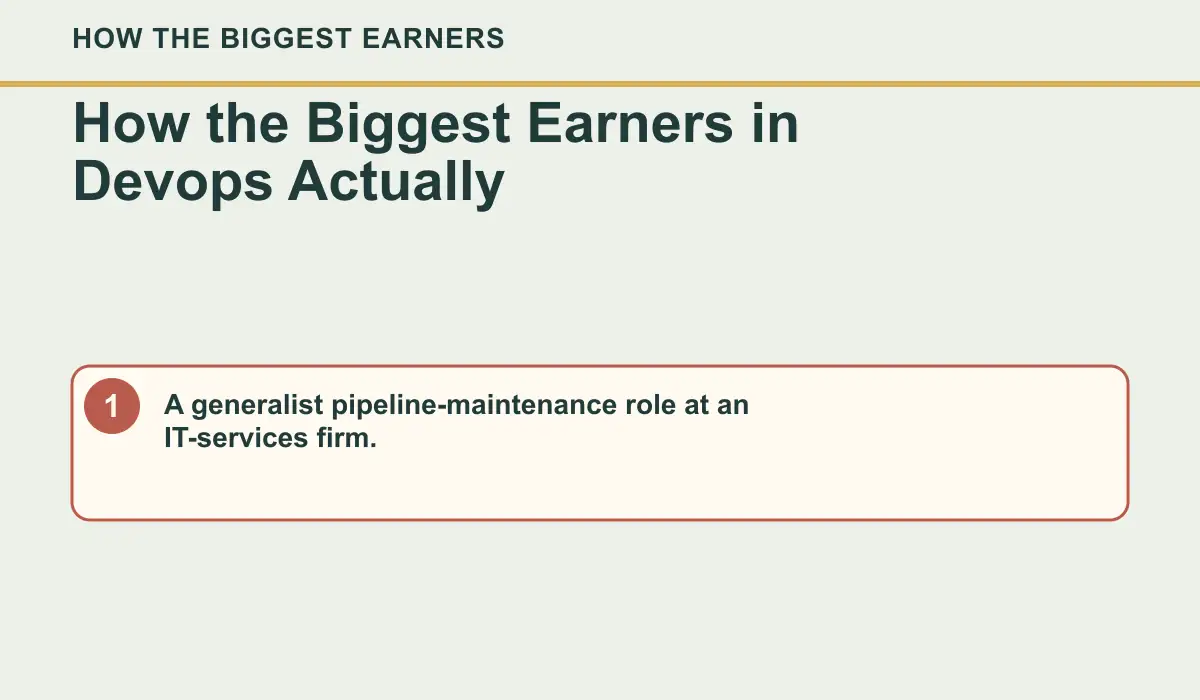 HOW THE BIGGEST EARNERS
How the Biggest Earners in
Devops Actually
1
A generalist pipeline-maintenance role at an
IT-services firm.